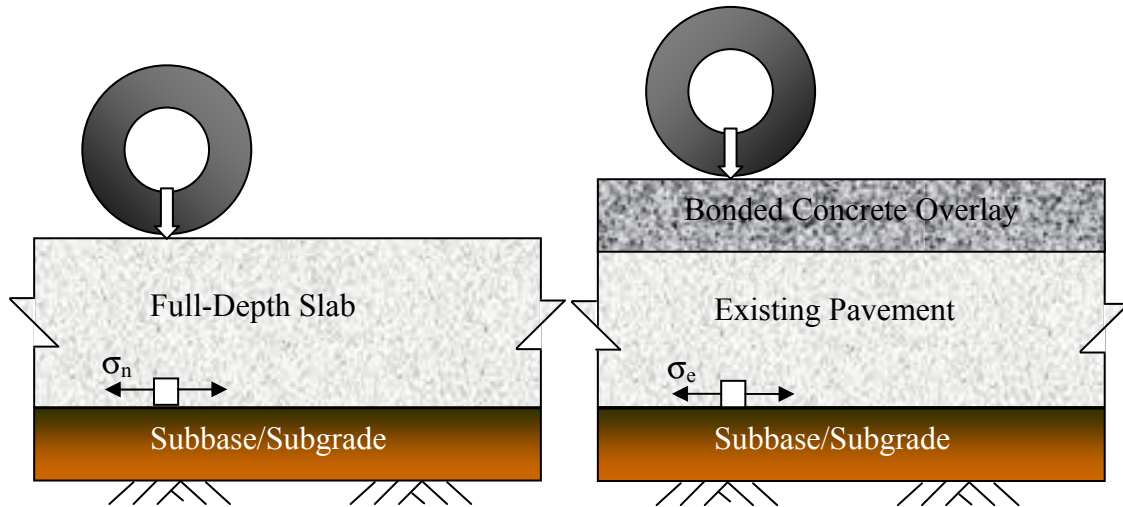 Full-Depth Slab
σn
Subbase/Subgrade
Bonded Concrete Overlay
Existing Pavement
σe
Subbase/Subgrade